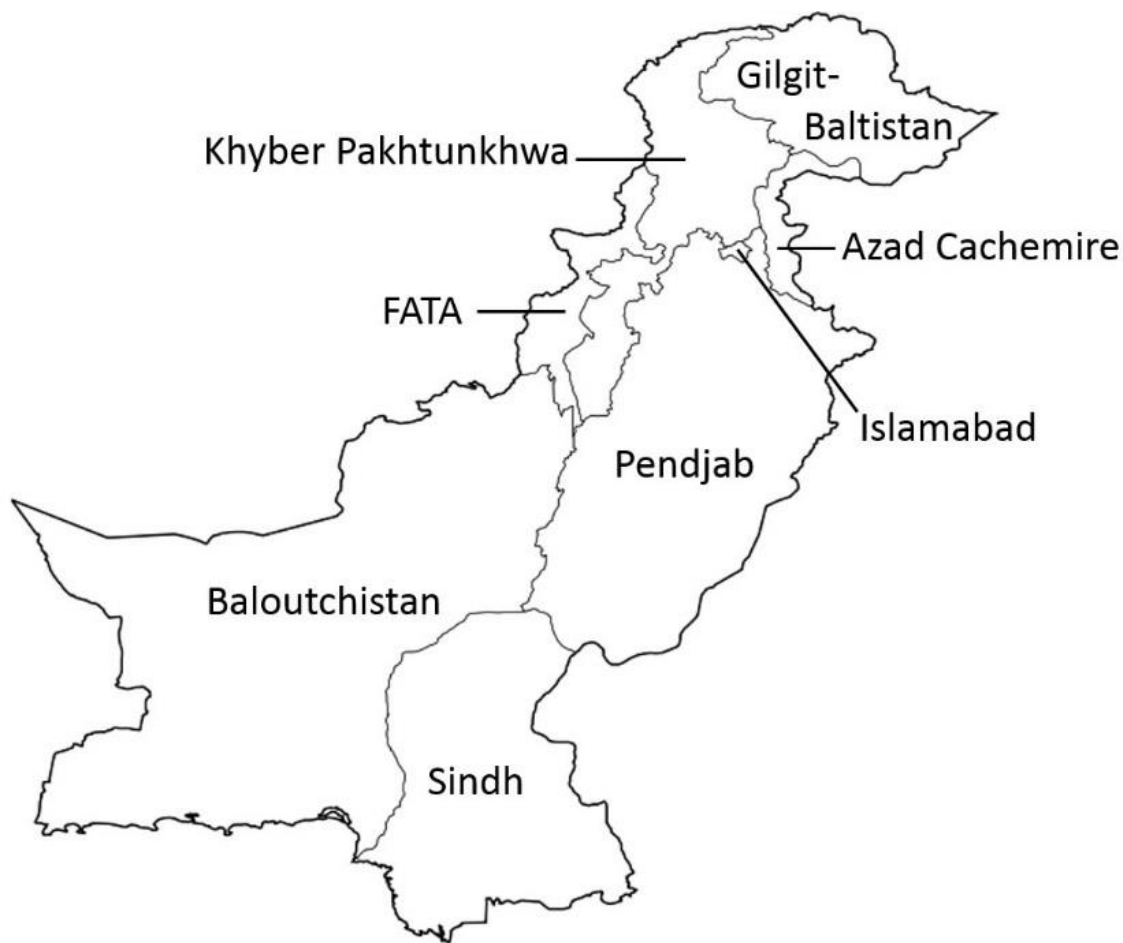 Gilgit-
Baltistan
Khyber Pakhtunkhwa
Azad Cachemire
FATA
Islamabad
Pendjab
Baloutchistan
Sindh